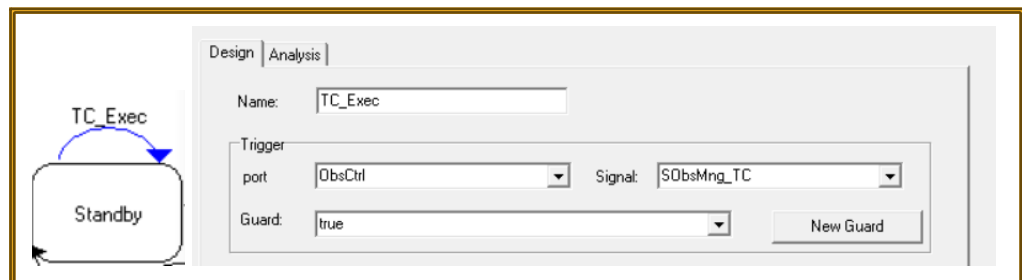 Design Analysis
Name: TC_Exec
TC_Exec
Trigger
port ObsCtrl Signal: SObsMng_TC
Standby
Guard: true New Guard